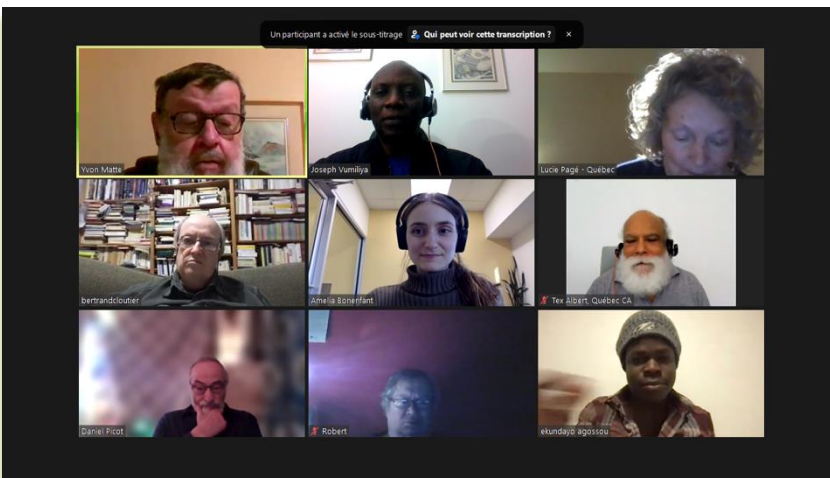 Un participant a activé le sous-titrage Qui peut voir cette transcription ? ×
Yvon Matte
Joseph Vumiliya
Lucie Pagé - Québec
bertrandcloutier
Amelia Bonenfant
Tex Albert, Québec CA
Daniel Picot
Robert
ekundayo agossou